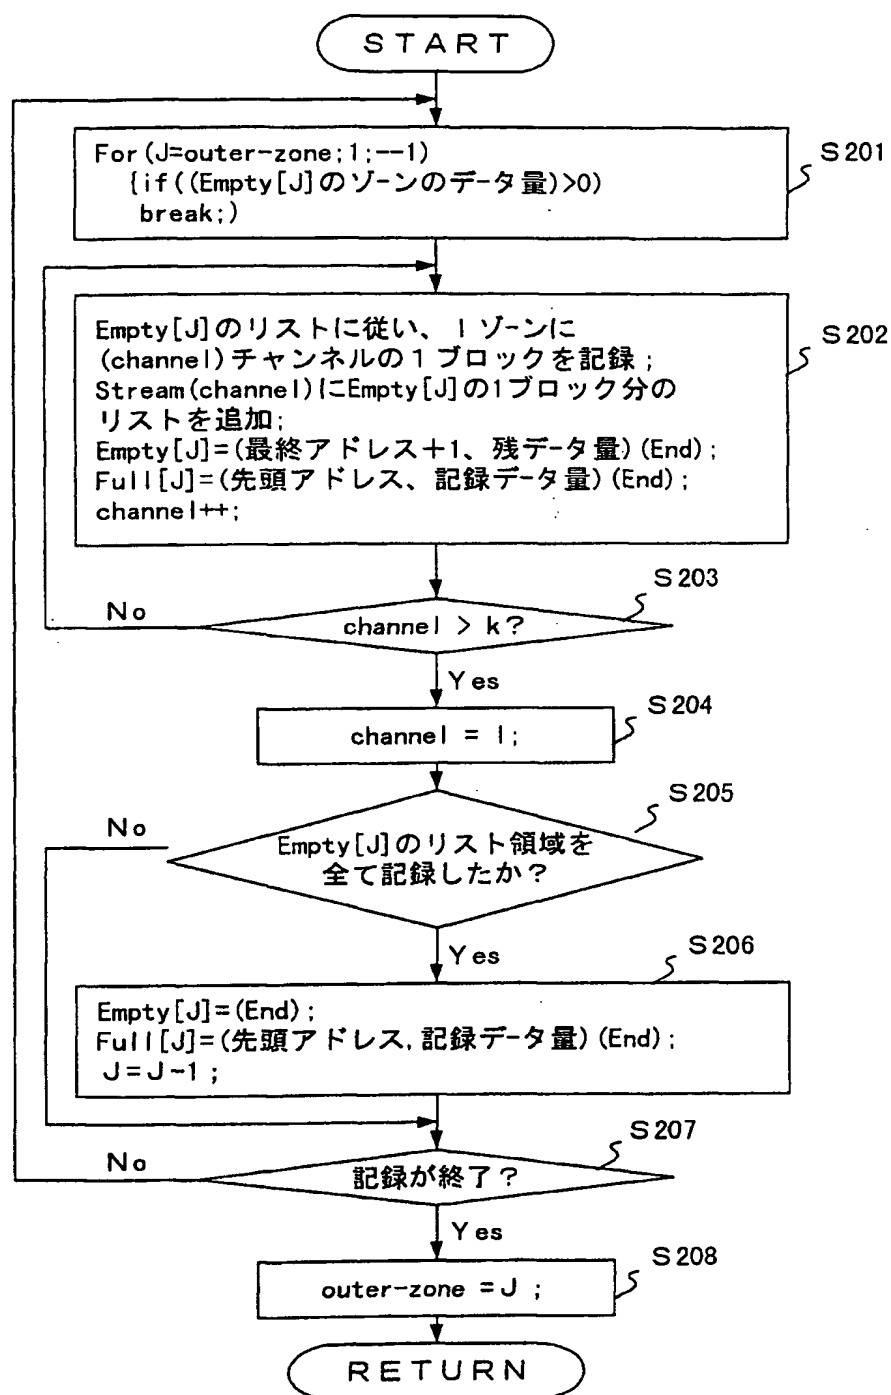 START
For(J=outer-zone;1;--1)
{if((Empty[J]のゾーンのデータ量)>0)
break;)
S201
Empty[J]のリストに従い、1ゾーンに
(channel)チャンネルの1ブロックを記録;
Stream(channel)にEmpty[J]の1ブロック分の
リストを追加;
Empty[J]=(最終アドレス+1、残データ量)(End);
Full[J]=(先頭アドレス、記録データ量)(End);
channel++;
S202
S203
No
channel > k?
Yes
S204
channel = 1;
S205
No
Empty[J]のリスト領域を
全て記録したか?
Yes
S206
Empty[J]=(End);
Full[J]=(先頭アドレス,記録データ量)(End);
J=J-1;
S207
No
記録が終了?
Yes
S208
outer-zone =J ;
RETURN